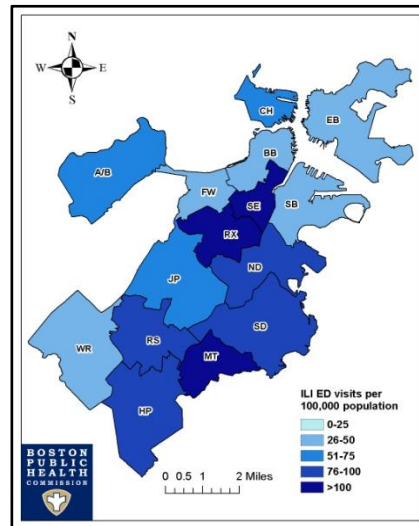 N
W E
S
CH
EB
BB
A/B
FW
SE
SB
RX
ND
JP
WR
RS
SD
MT
HP
ILI ED visits per
100,000 population
0-25
26-50
51-75
76-100
>100
BOSTON
PUBLIC
HEALTH
COMMISSION
0 0.5 1 2 Miles